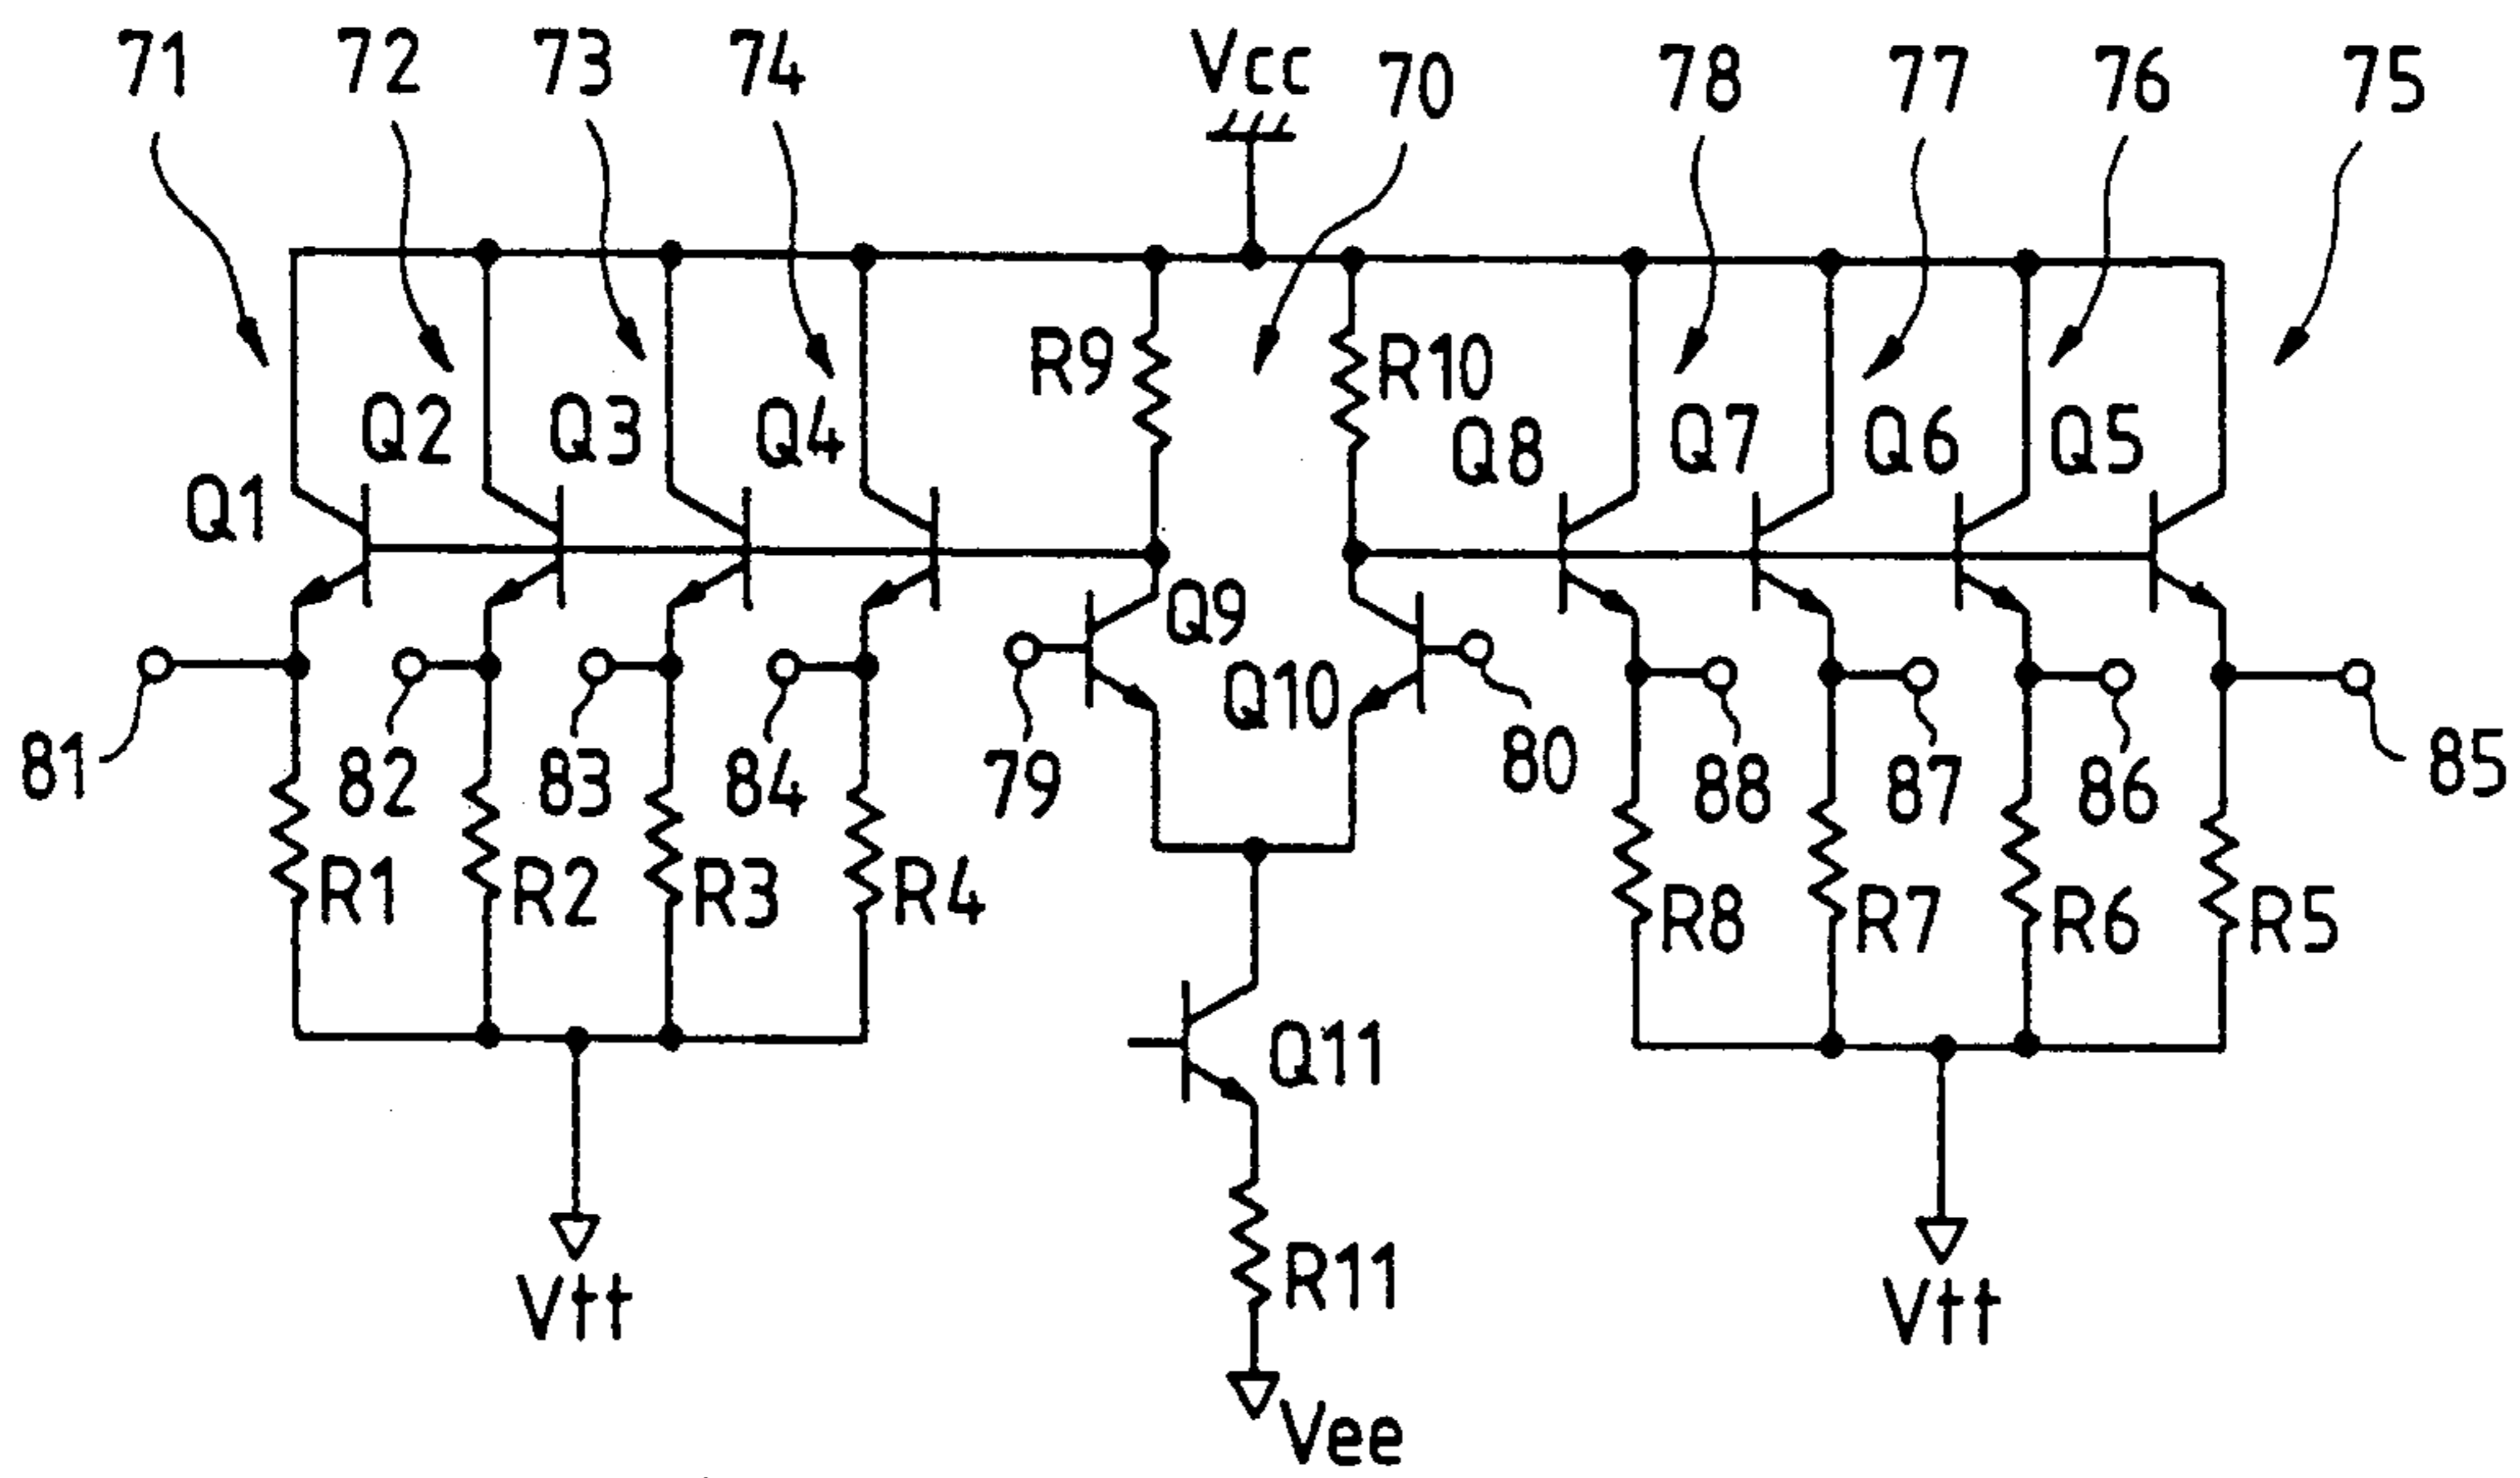 71 72 73 74 Vcc 70 78 77 76 75
R9 R10
Q1 Q2 Q3 Q4 Q8 Q7 Q6 Q5
Q9
Q10
81 82 83 84 79 80 88 87 86 85
R1 R2 R3 R4 R8 R7 R6 R5
Q11
Vtt R11 Vtt
Vee